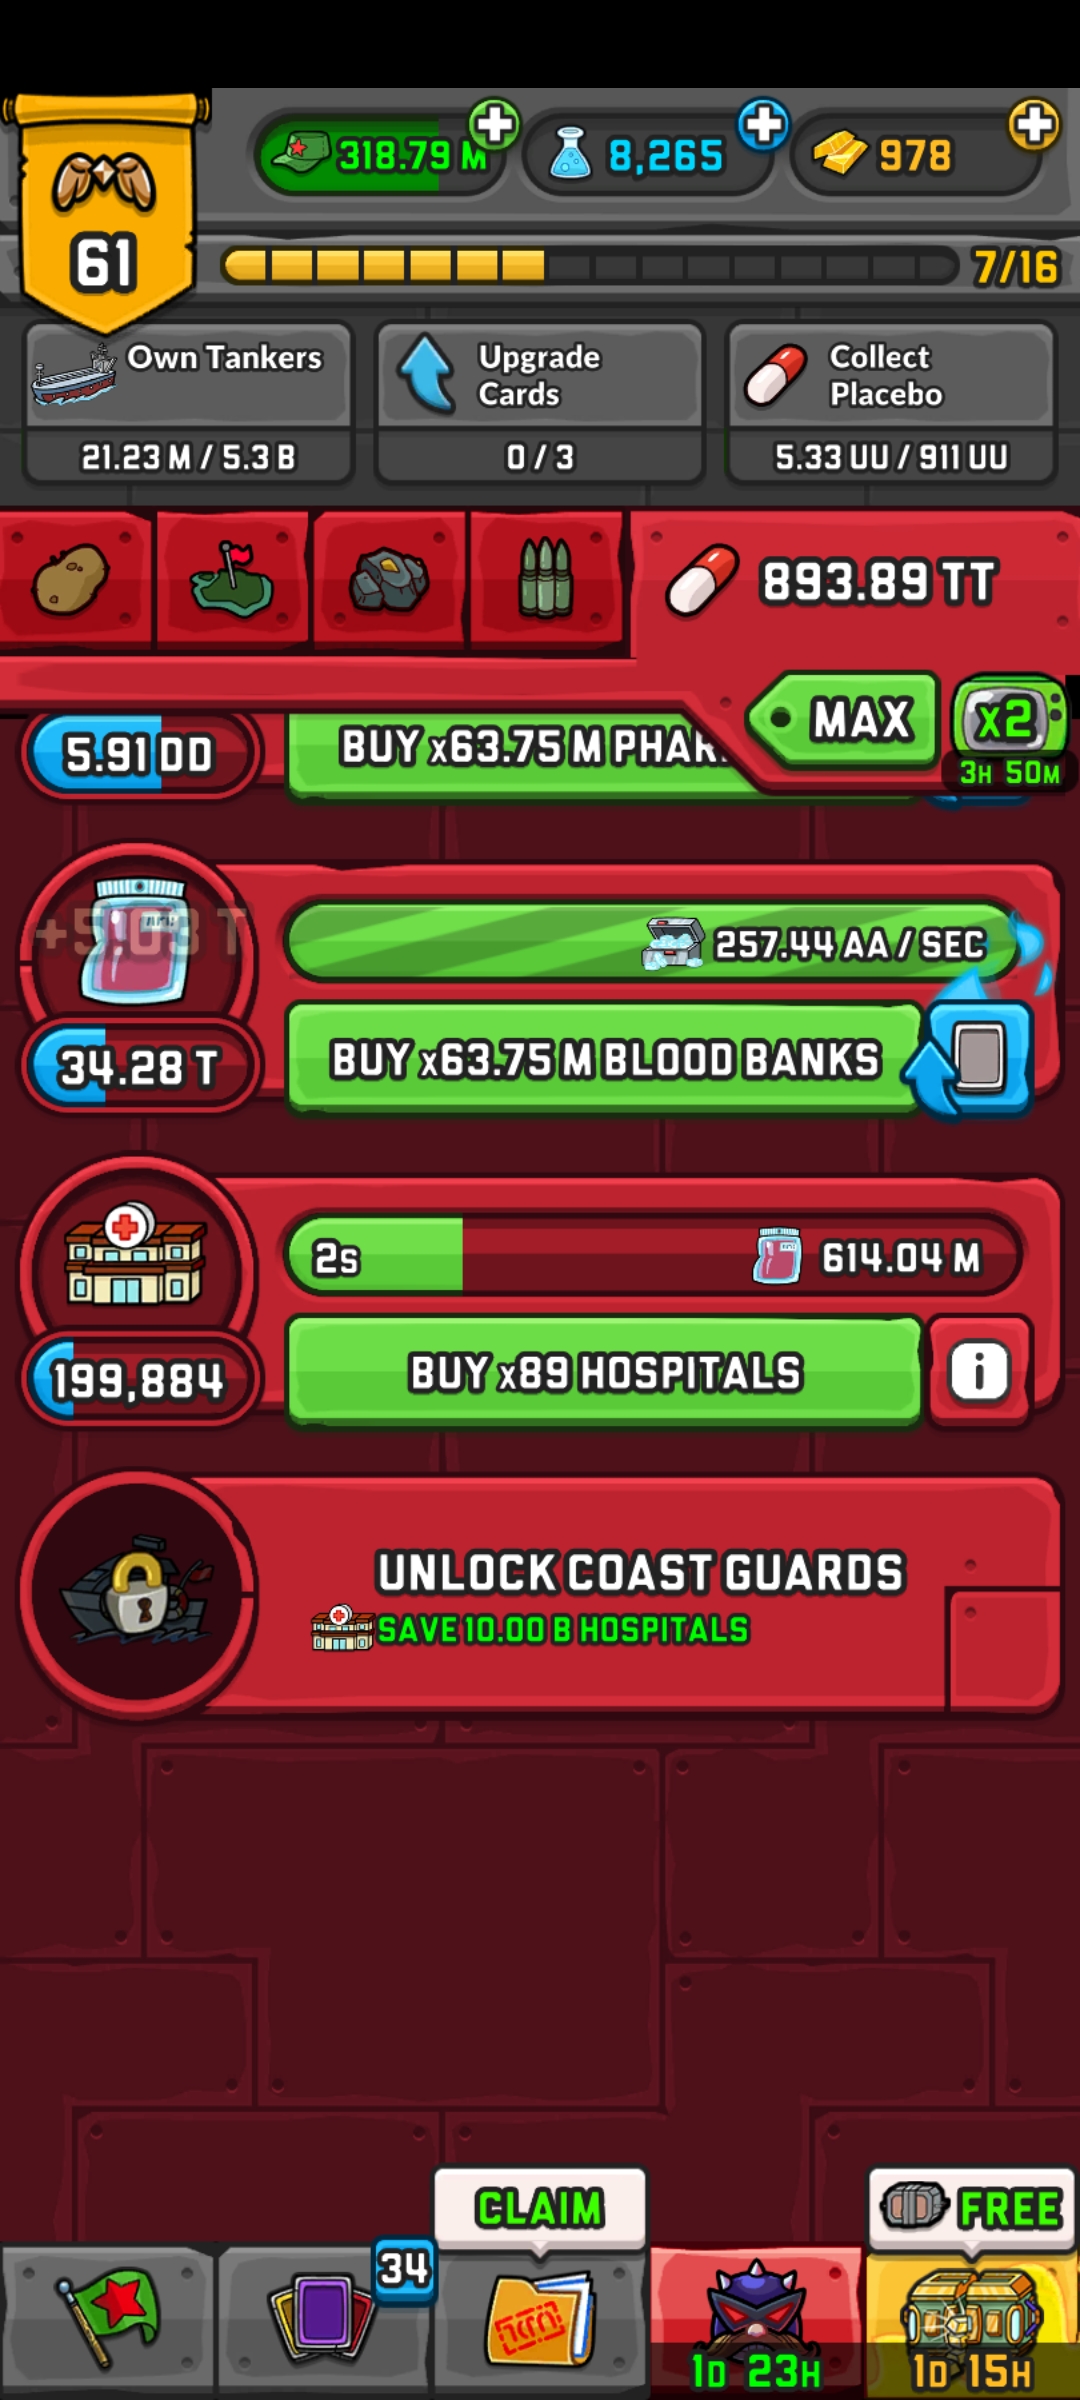 318.79 M
8,265
978
61
7/16
Own Tankers
21.23 M / 5.3 B
Upgrade
Cards
0 / 3
Collect
Placebo
5.33 UU / 911 UU
893.89 TT
MAX
x2
3H 50M
5.91 DD
BUY x63.75 M PHAR
+5.03 T
257.44 AA / SEC
34.28 T
BUY x63.75 M BLOOD BANKS
2s
614.04 M
199,884
BUY x89 HOSPITALS
i
UNLOCK COAST GUARDS
SAVE 10.00 B HOSPITALS
CLAIM
FREE
34
1D 23H
1D 15H